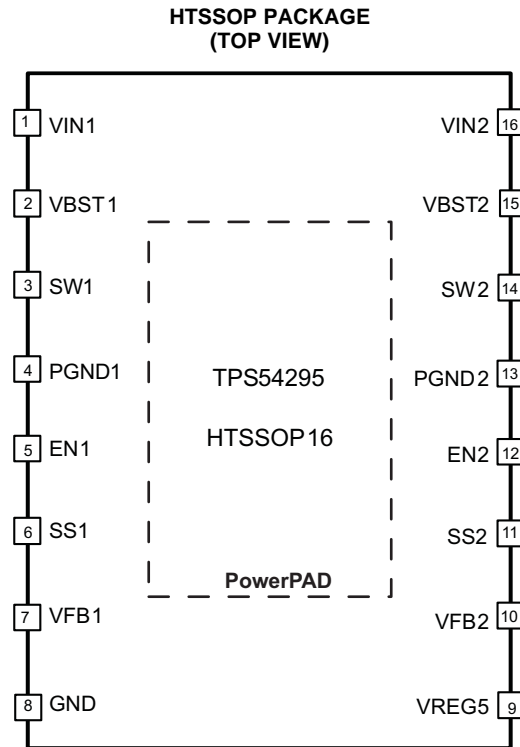 HTSSOP PACKAGE
(TOP VIEW)
1 VIN1
VIN2 16
2 VBST1
VBST2 15
3 SW1
SW2 14
4 PGND1
PGND2 13
5 EN1
EN2 12
6 SS1
SS2 11
7 VFB1
VFB2 10
8 GND
VREG5 9
TPS54295
HTSSOP16
PowerPAD